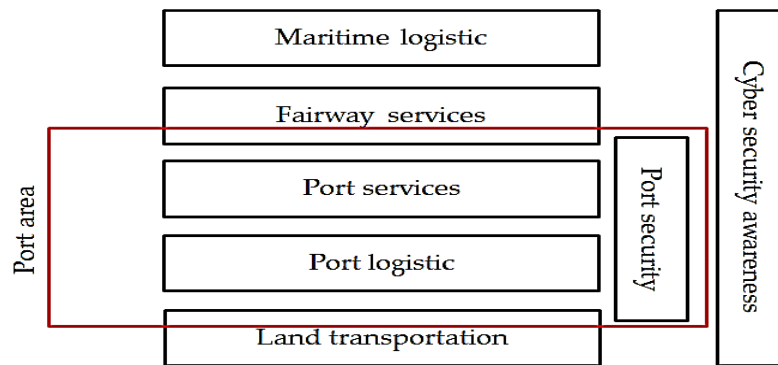 Maritime logistic
Fairway services
Port services
Port logistic
Land transportation
Port area
Port security
Cyber security awareness